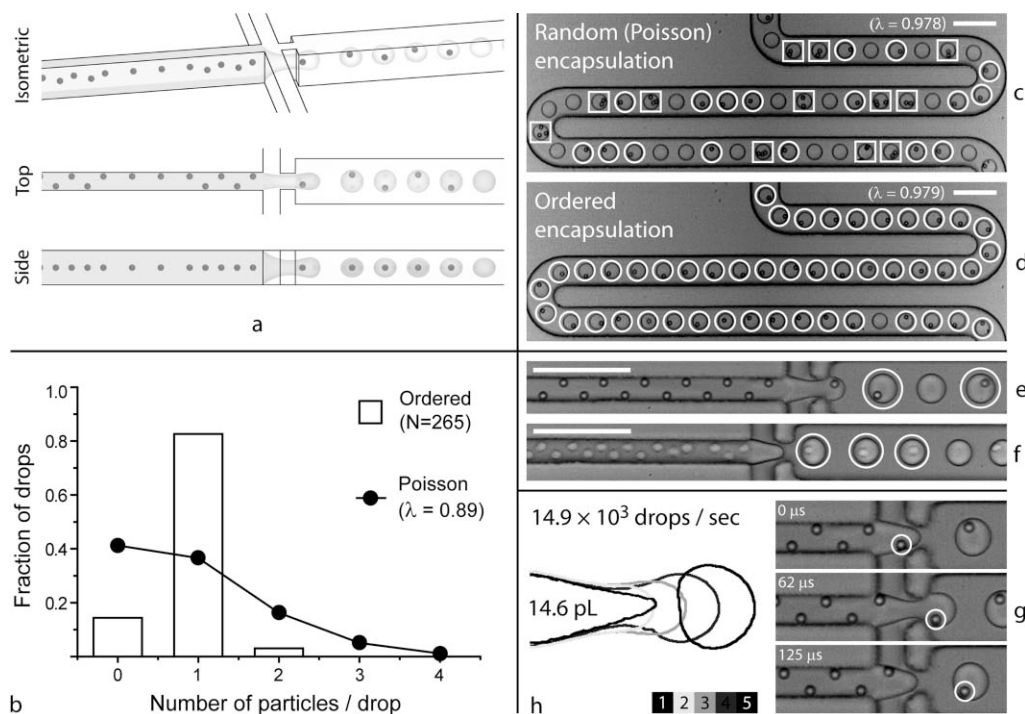 Isometric
Top
Side
a
Random (Poisson)
encapsulation
(λ = 0.978)
c
Ordered
encapsulation
(λ = 0.979)
d
1.0
0.8
0.6
0.4
0.2
Fraction of drops
Ordered
(N=265)
Poisson
(λ = 0.89)
0 1 2 3 4
Number of particles / drop
b
e
f
14.9 × 10³ drops / sec
14.6 pL
1 2 3 4 5
h
0 μs
62 μs
125 μs
g